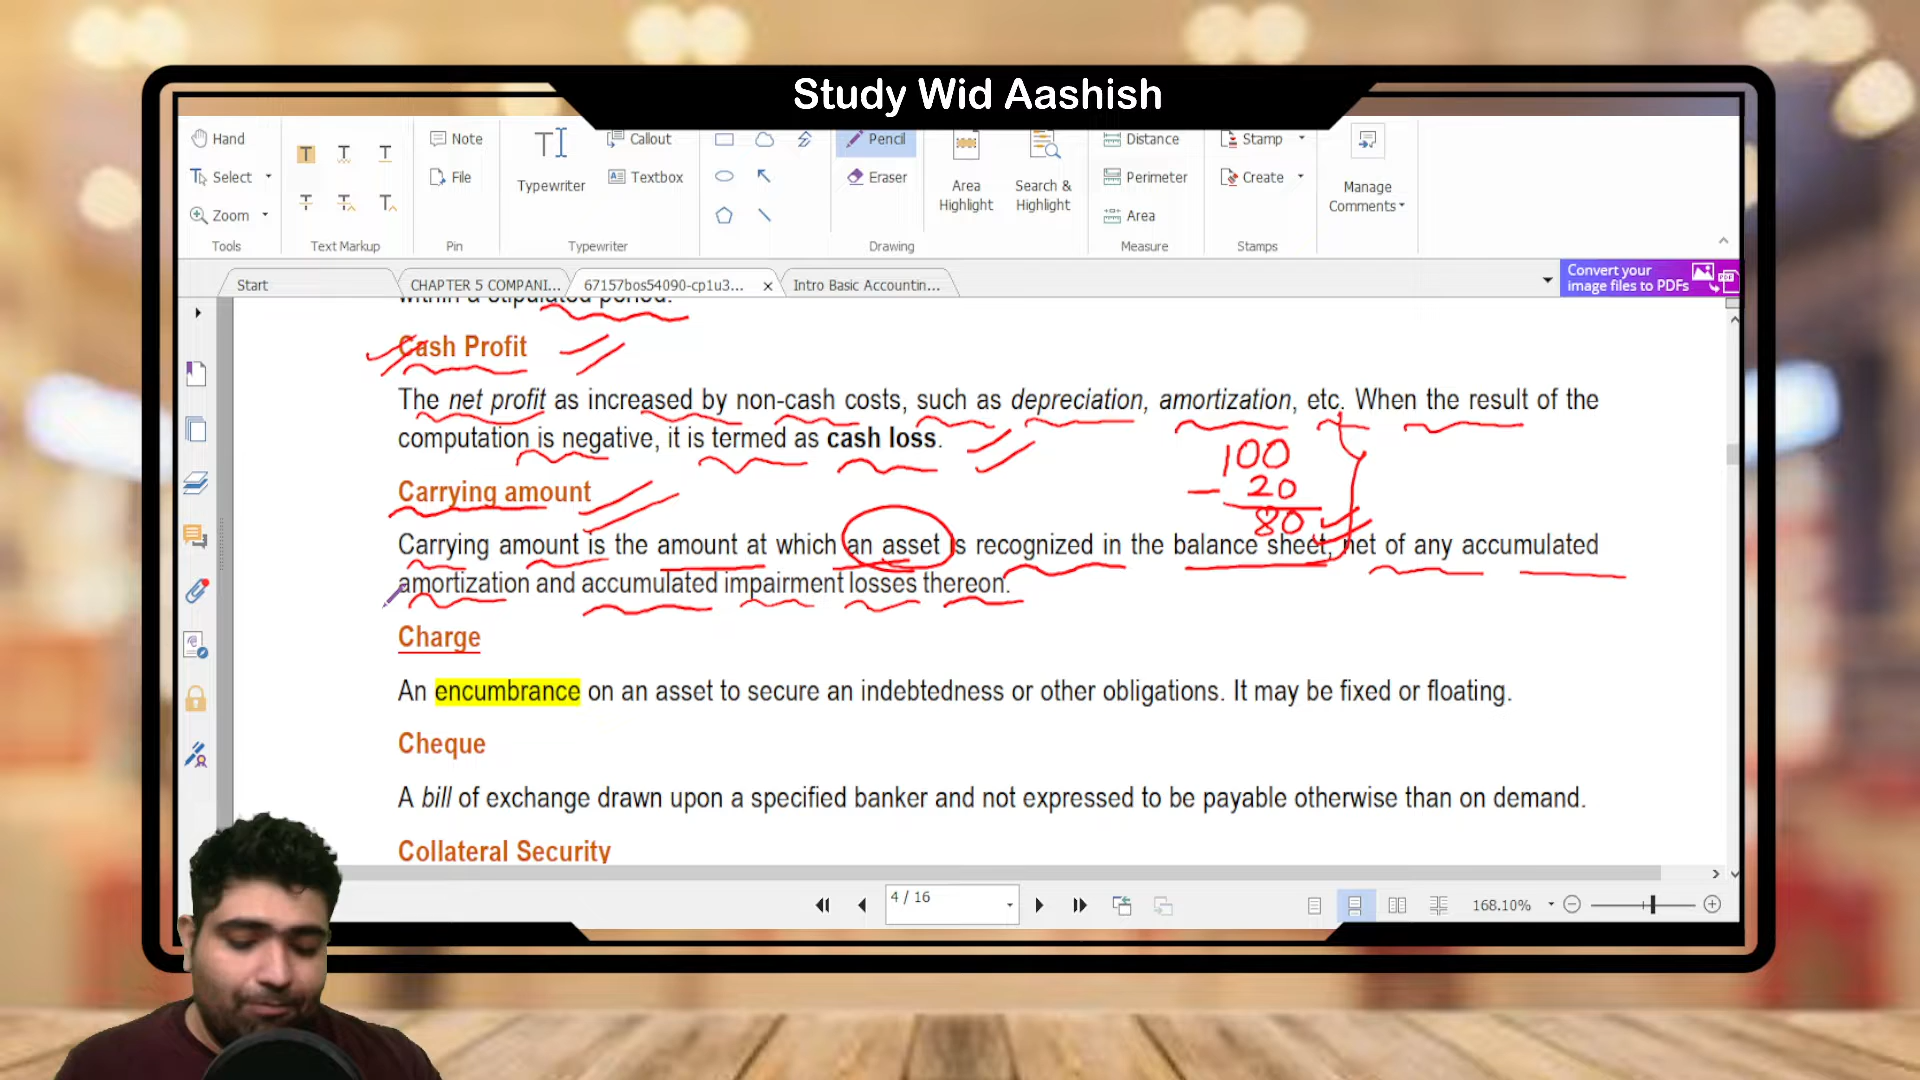 Study Wid Aashish
Hand
Select
Zoom
Tools
Text Markup
Note
File
Pin
Typewriter
Callout
Textbox
Typewriter
Pencil
Eraser
Drawing
Area Highlight
Search & Highlight
Distance
Perimeter
Area
Measure
Stamp
Create
Stamps
Manage Comments
Start
CHAPTER 5 COMPANI...
67157bos54090-cp1u3...
Intro Basic Accountin...
Convert your
image files to PDFs
within a stipulated period.
Cash Profit
The net profit as increased by non-cash costs, such as depreciation, amortization, etc. When the result of the
computation is negative, it is termed as cash loss.
100
- 20
80
Carrying amount
Carrying amount is the amount at which an asset is recognized in the balance sheet, net of any accumulated
amortization and accumulated impairment losses thereon.
Charge
An encumbrance on an asset to secure an indebtedness or other obligations. It may be fixed or floating.
Cheque
A bill of exchange drawn upon a specified banker and not expressed to be payable otherwise than on demand.
Collateral Security
4 / 16
168.10%